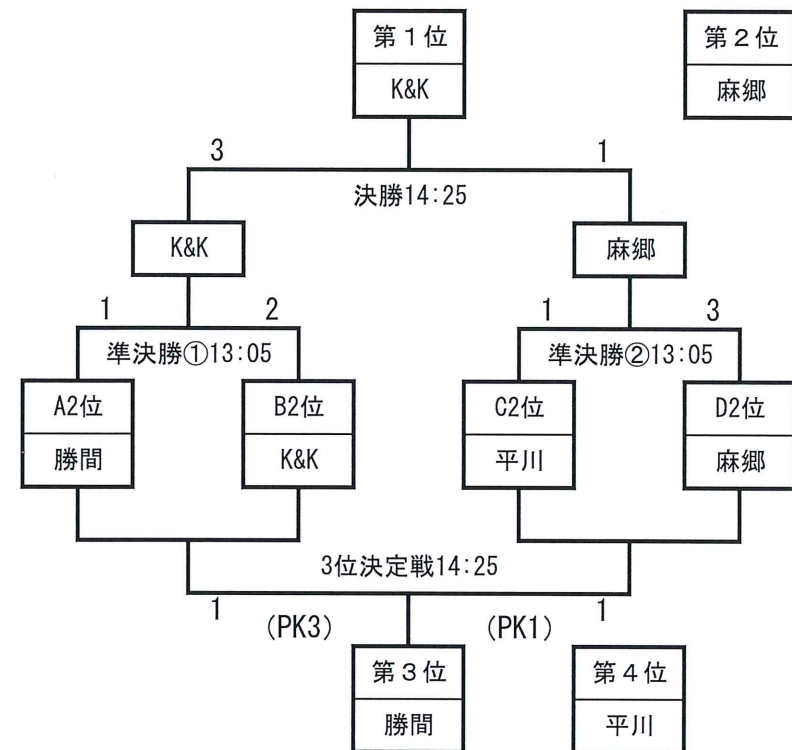 第１位 第２位
K&K 麻郷
3 1
決勝14:25
K&K 麻郷
1 2 1 3
準決勝①13:05 準決勝②13:05
A2位 B2位 C2位 D2位
勝間 K&K 平川 麻郷
3位決定戦14:25
1 1
(PK3) (PK1)
第３位 第４位
勝間 平川